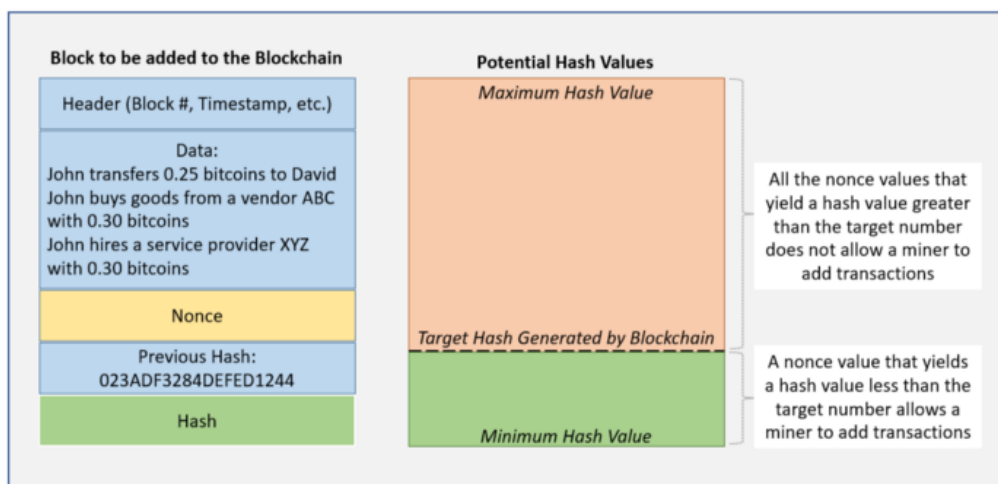 Block to be added to the Blockchain
Header (Block #, Timestamp, etc.)
Data:
John transfers 0.25 bitcoins to David
John buys goods from a vendor ABC
with 0.30 bitcoins
John hires a service provider XYZ
with 0.30 bitcoins
Nonce
Previous Hash:
023ADF3284DEFED1244
Hash
Potential Hash Values
Maximum Hash Value
Target Hash Generated by Blockchain
Minimum Hash Value
All the nonce values that
yield a hash value greater
than the target number
does not allow a miner to
add transactions
A nonce value that yields
a hash value less than the
target number allows a
miner to add transactions